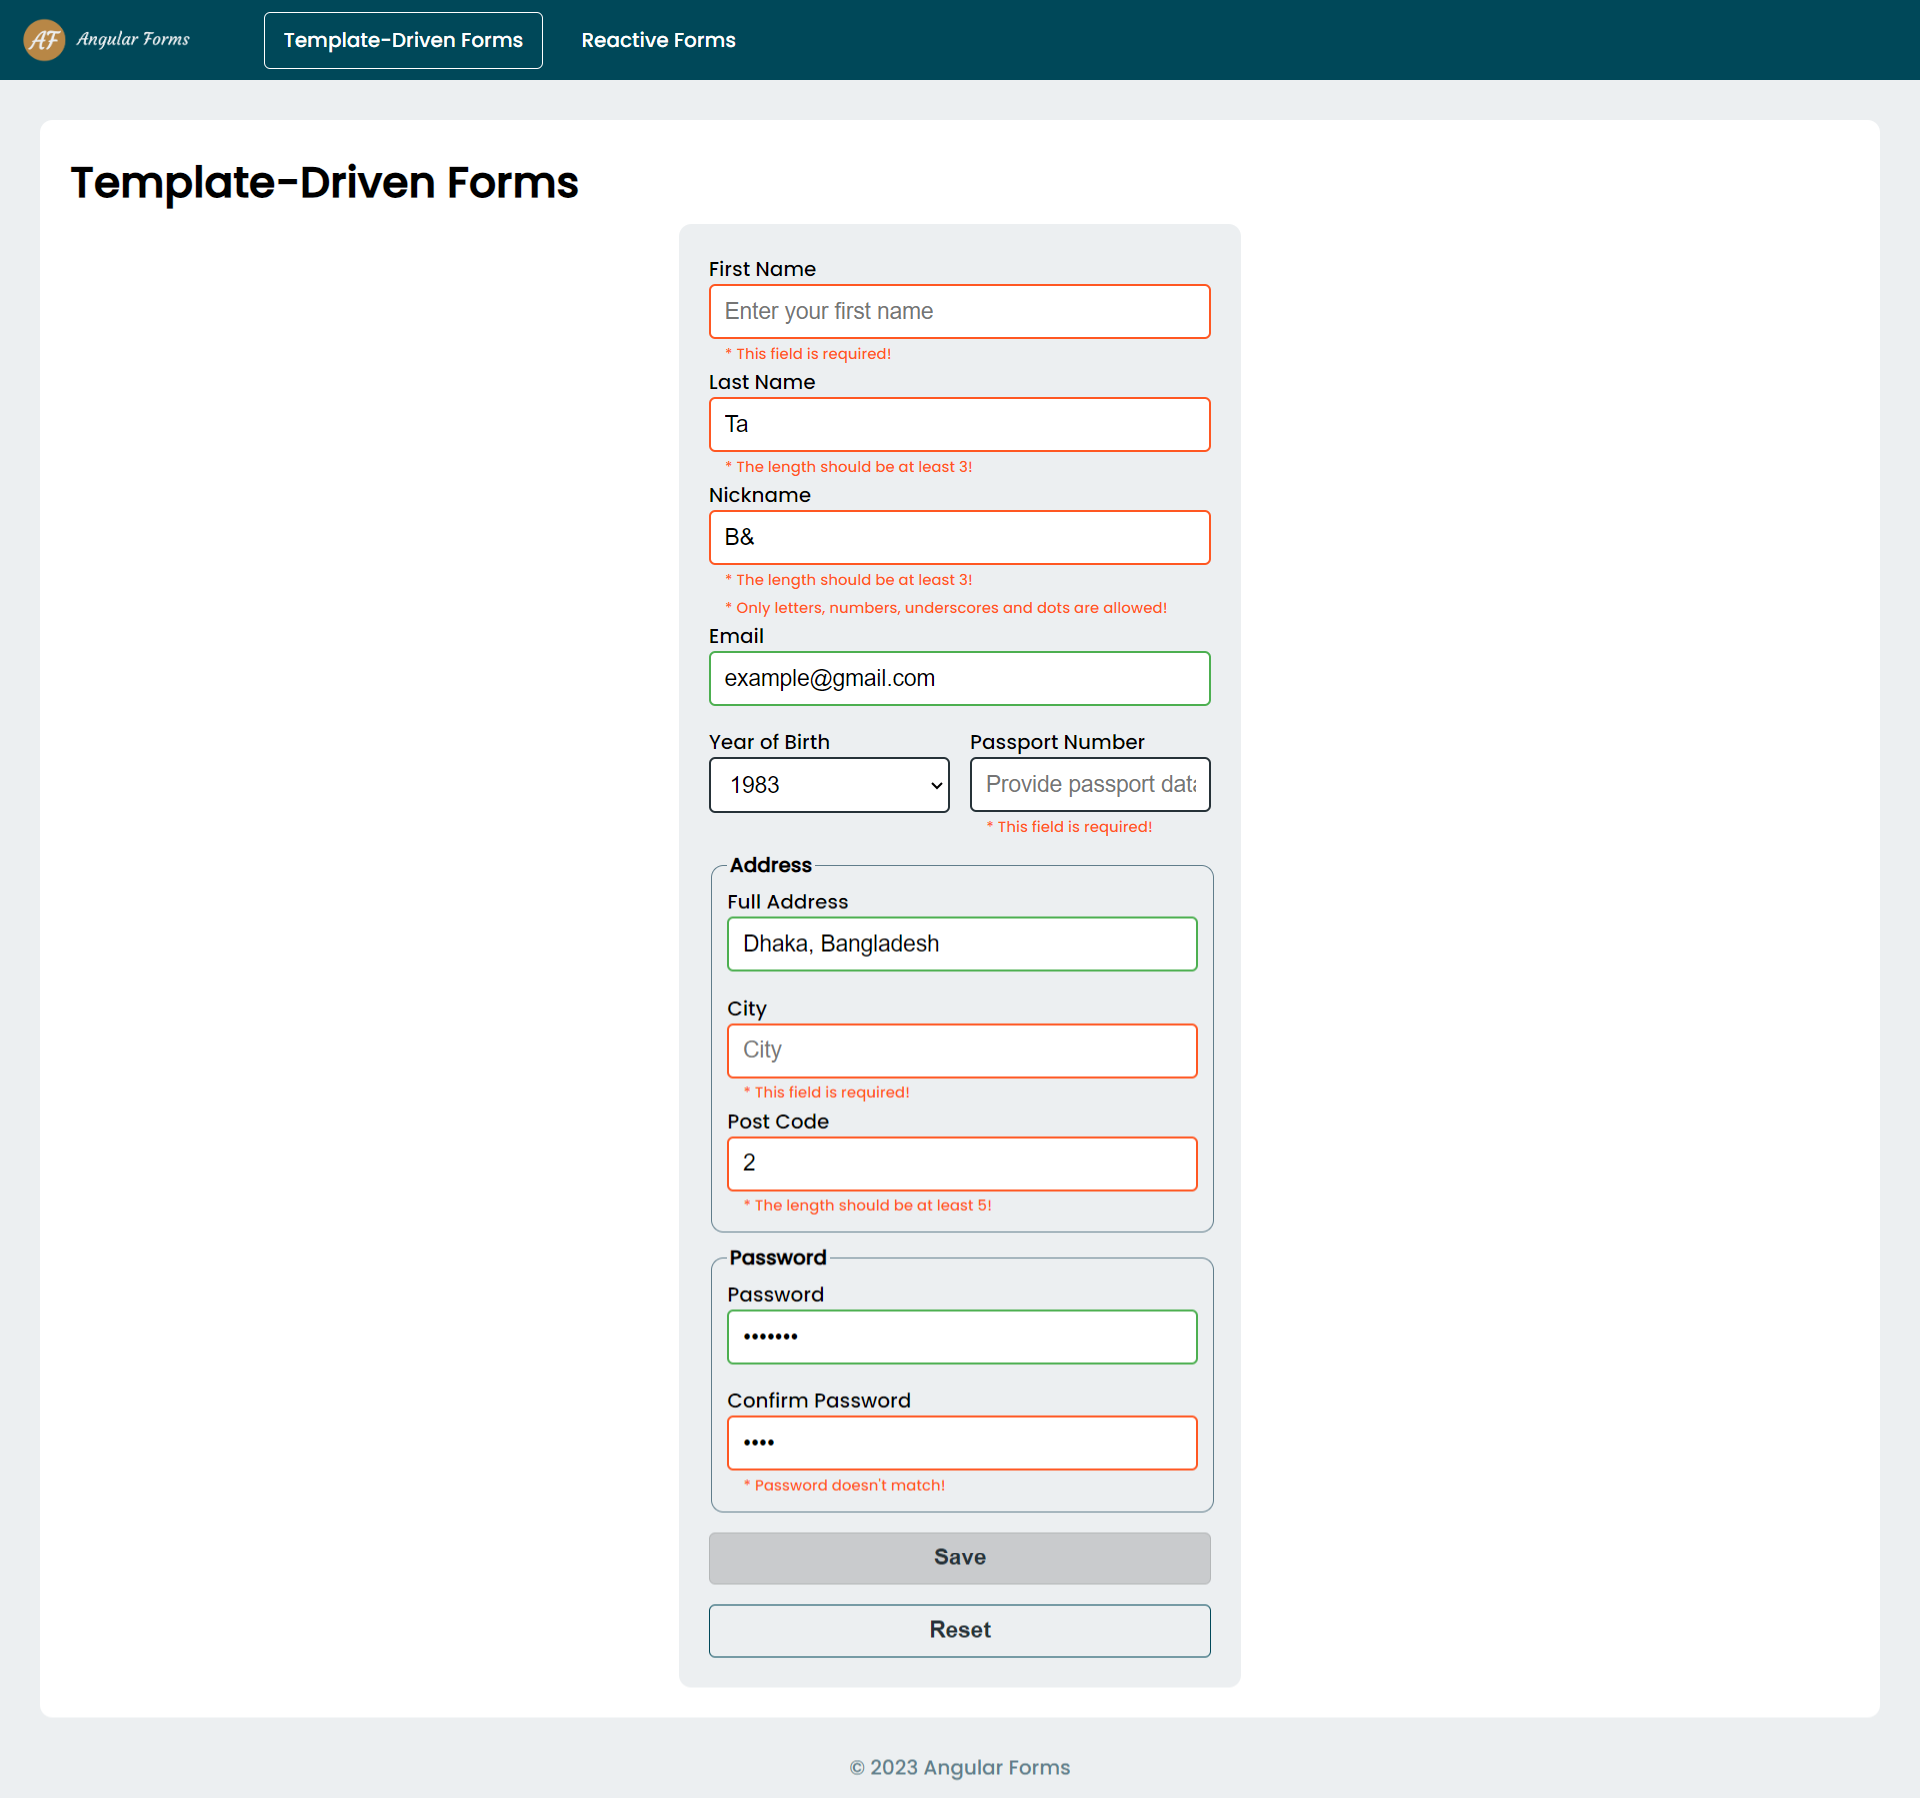 AF Angular Forms Template-Driven Forms Reactive Forms
Template-Driven Forms
First Name
Enter your first name
* This field is required!
Last Name
Ta
* The length should be at least 3!
Nickname
B&
* The length should be at least 3!
* Only letters, numbers, underscores and dots are allowed!
Email
example@gmail.com
Year of Birth Passport Number
1983 Provide passport data
* This field is required!
Address
Full Address
Dhaka, Bangladesh
City
City
* This field is required!
Post Code
2
* The length should be at least 5!
Password
Password
•••••••
Confirm Password
••••
* Password doesn't match!
Save
Reset
© 2023 Angular Forms